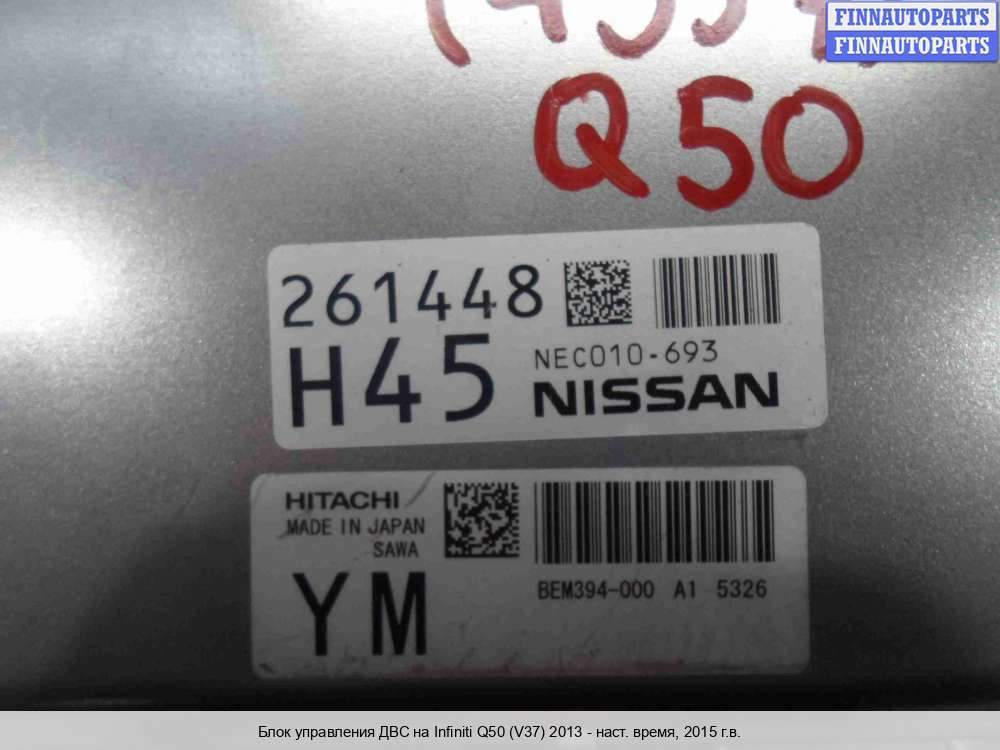 FINNAUTOPARTS
FINNAUTOPARTS
Q50
261448
H45
NEC010-693
NISSAN
HITACHI
MADE IN JAPAN
SAWA
YM
BEM394-000 A1 5326
Блок управления ДВС на Infiniti Q50 (V37) 2013 - наст. время, 2015 г.в.